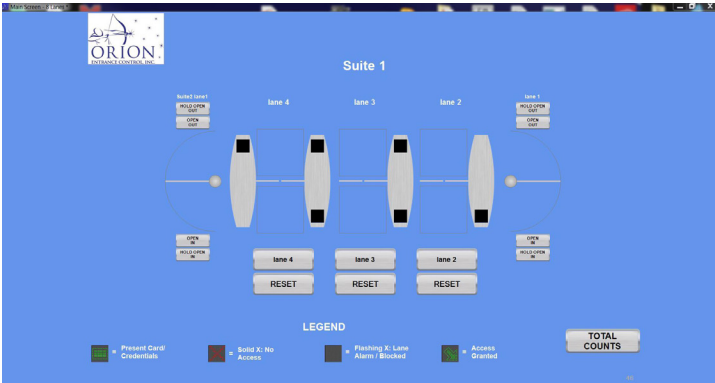 Main Screen - 6 Lanes *
ORION
ENTRANCE CONTROL, INC.
Suite 1
Suite2 lane1
lane 4
lane 3
lane 2
lane 1
HOLD OPEN
OUT
HOLD OPEN
OUT
OPEN
OUT
OPEN
OUT
OPEN
IN
OPEN
IN
HOLD OPEN
IN
HOLD OPEN
IN
lane 4
lane 3
lane 2
RESET
RESET
RESET
LEGEND
= Present Card/
Credentials
= Solid X: No
Access
= Flashing X: Lane
Alarm / Blocked
= Access
Granted
TOTAL
COUNTS